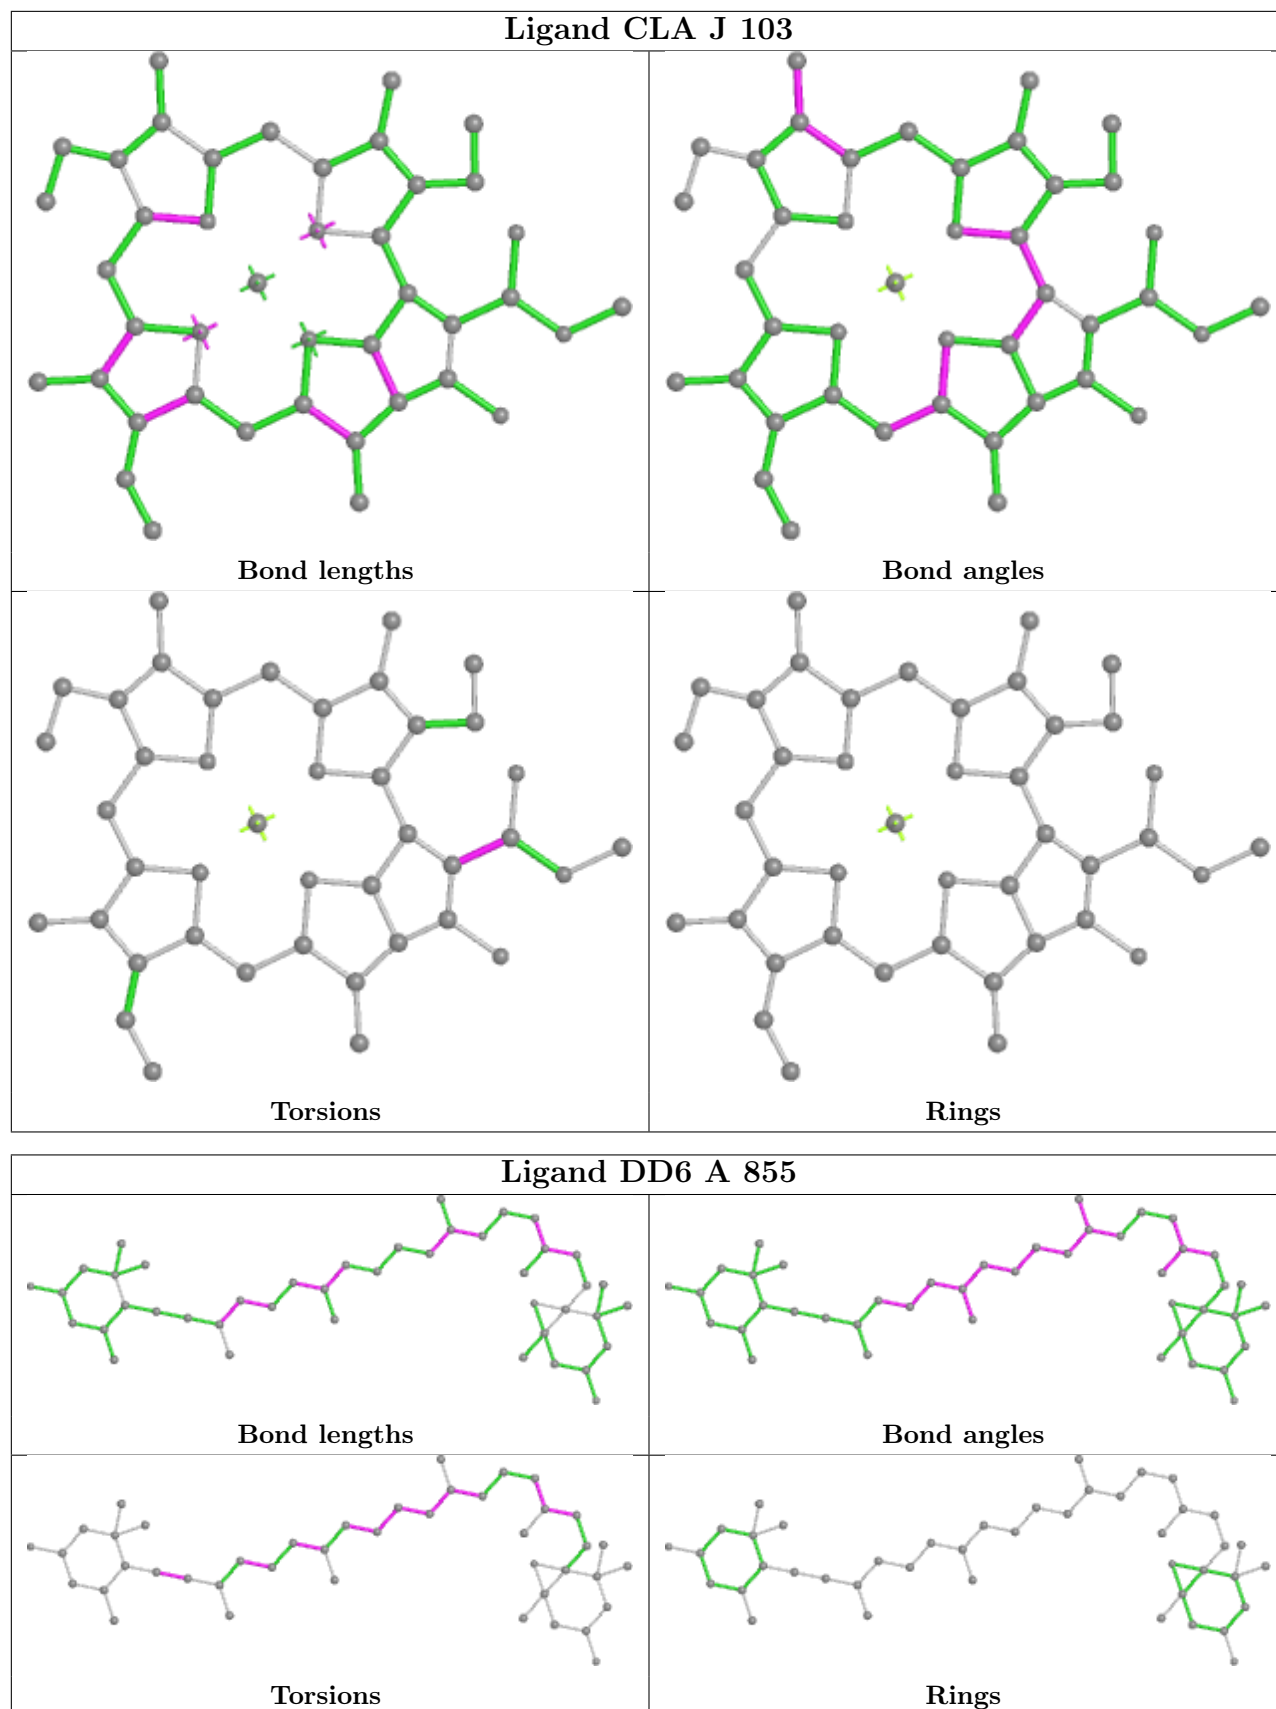 Ligand CLA J 103
Bond lengths
Bond angles
Torsions
Rings
Ligand DD6 A 855
Bond lengths
Bond angles
Torsions
Rings